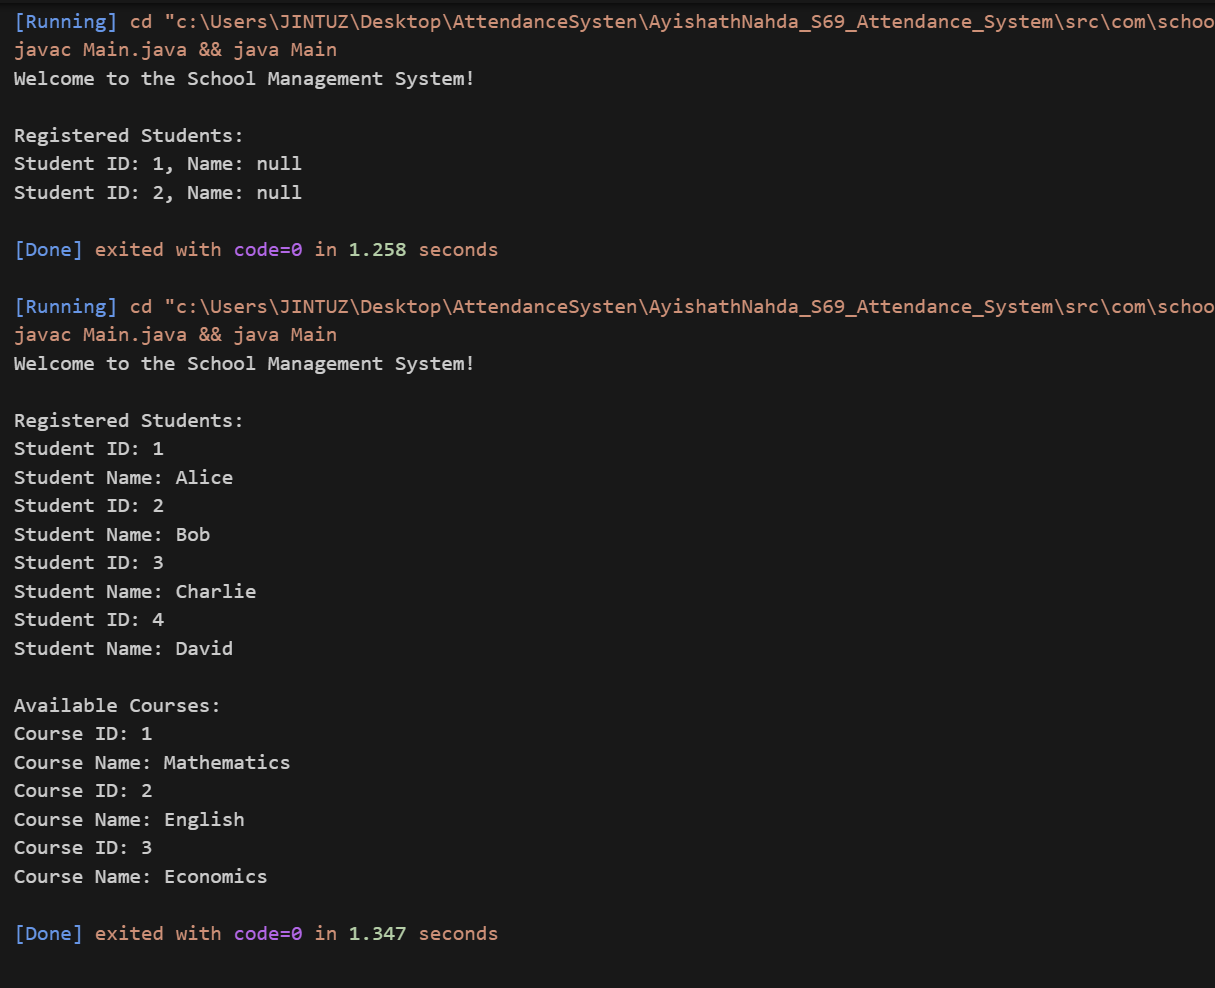 [Running] cd "c:\Users\JINTUZ\Desktop\AttendanceSysten\AyishathNahda_S69_Attendance_System\src\com\schoo
javac Main.java && java Main
Welcome to the School Management System!
Registered Students:
Student ID: 1, Name: null
Student ID: 2, Name: null
[Done] exited with code=0 in 1.258 seconds
[Running] cd "c:\Users\JINTUZ\Desktop\AttendanceSysten\AyishathNahda_S69_Attendance_System\src\com\schoo
javac Main.java && java Main
Welcome to the School Management System!
Registered Students:
Student ID: 1
Student Name: Alice
Student ID: 2
Student Name: Bob
Student ID: 3
Student Name: Charlie
Student ID: 4
Student Name: David
Available Courses:
Course ID: 1
Course Name: Mathematics
Course ID: 2
Course Name: English
Course ID: 3
Course Name: Economics
[Done] exited with code=0 in 1.347 seconds